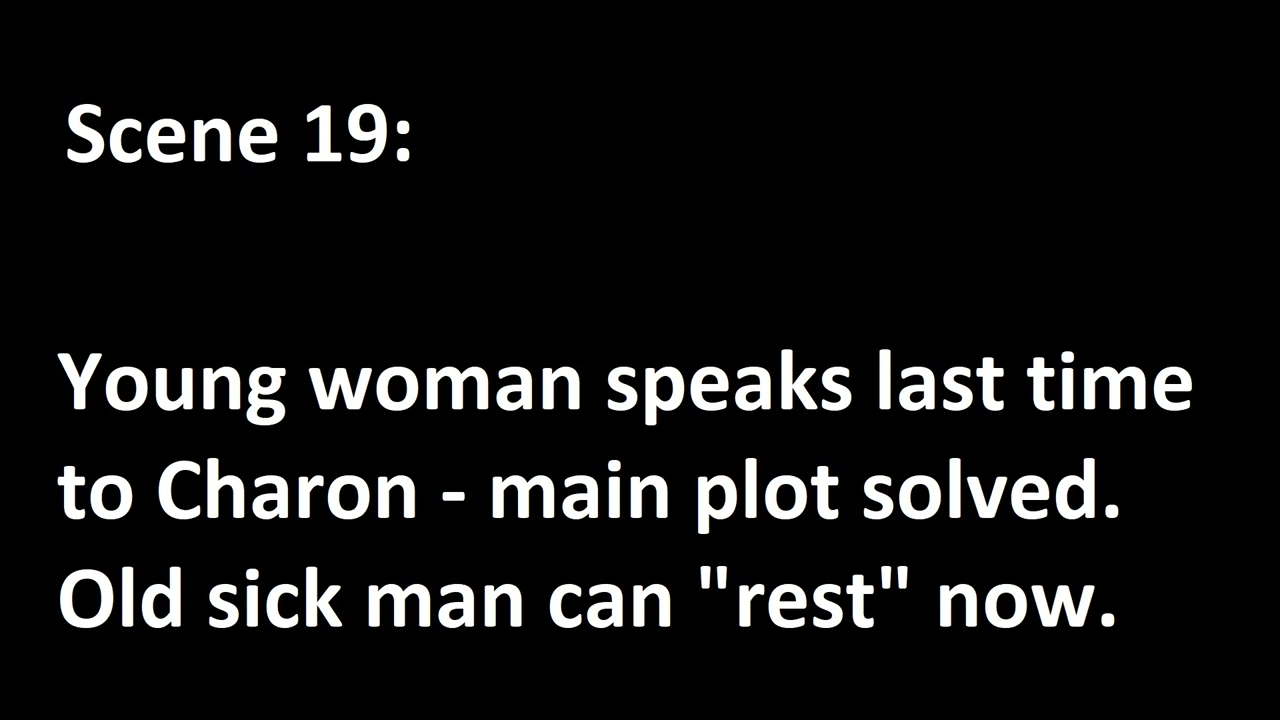 Scene 19:
Young woman speaks last time
to Charon - main plot solved.
Old sick man can "rest" now.